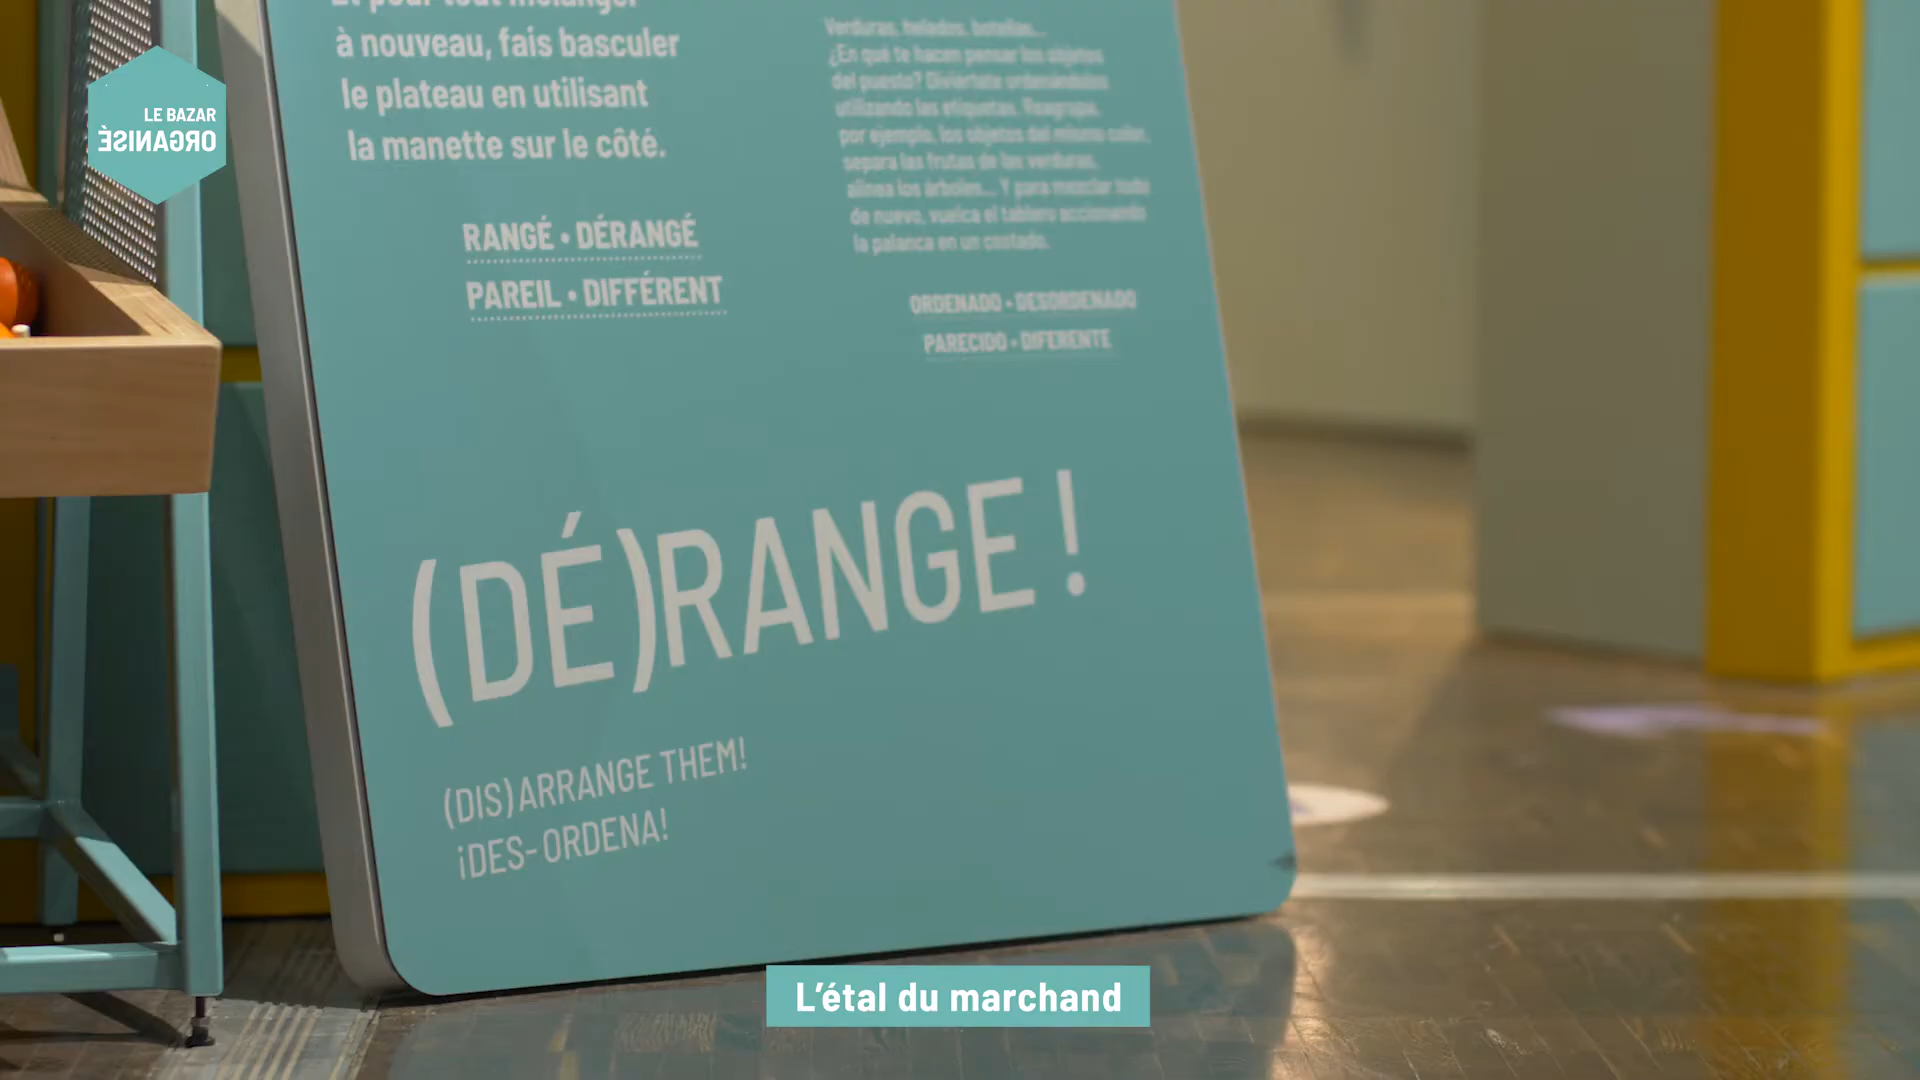 LE BAZAR
ORGANISÉ
Et pour tout mélanger
à nouveau, fais basculer
le plateau en utilisant
la manette sur le côté.
RANGÉ • DÉRANGÉ
PAREIL • DIFFÉRENT
Verduras, helados, botellas...
¿En qué te hacen pensar los objetos
del puesto? Diviértete ordenándolos
utilizando las etiquetas. Reagrupa,
por ejemplo, los objetos del mismo color,
separa las frutas de las verduras,
alinea los árboles... Y para mezclar todo
de nuevo, vuelca el tablero accionando
la palanca en un costado.
ORDENADO • DESORDENADO
PARECIDO • DIFERENTE
(DÉ)RANGE !
(DIS)ARRANGE THEM!
¡DES-ORDENA!
L'étal du marchand